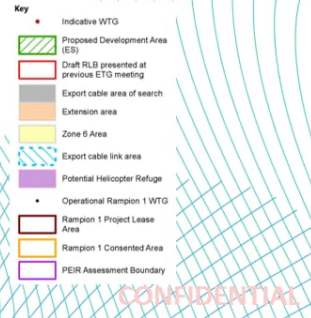 Key
Indicative WTG
Proposed Development Area
(ES)
Draft RLB presented at
previous ETG meeting
Export cable area of search
Extension area
Zone 6 Area
Export cable link area
Potential Helicopter Refuge
Operational Rampion 1 WTG
Rampion 1 Project Lease
Area
Rampion 1 Consented Area
PEIR Assessment Boundary
CONFIDENTIAL